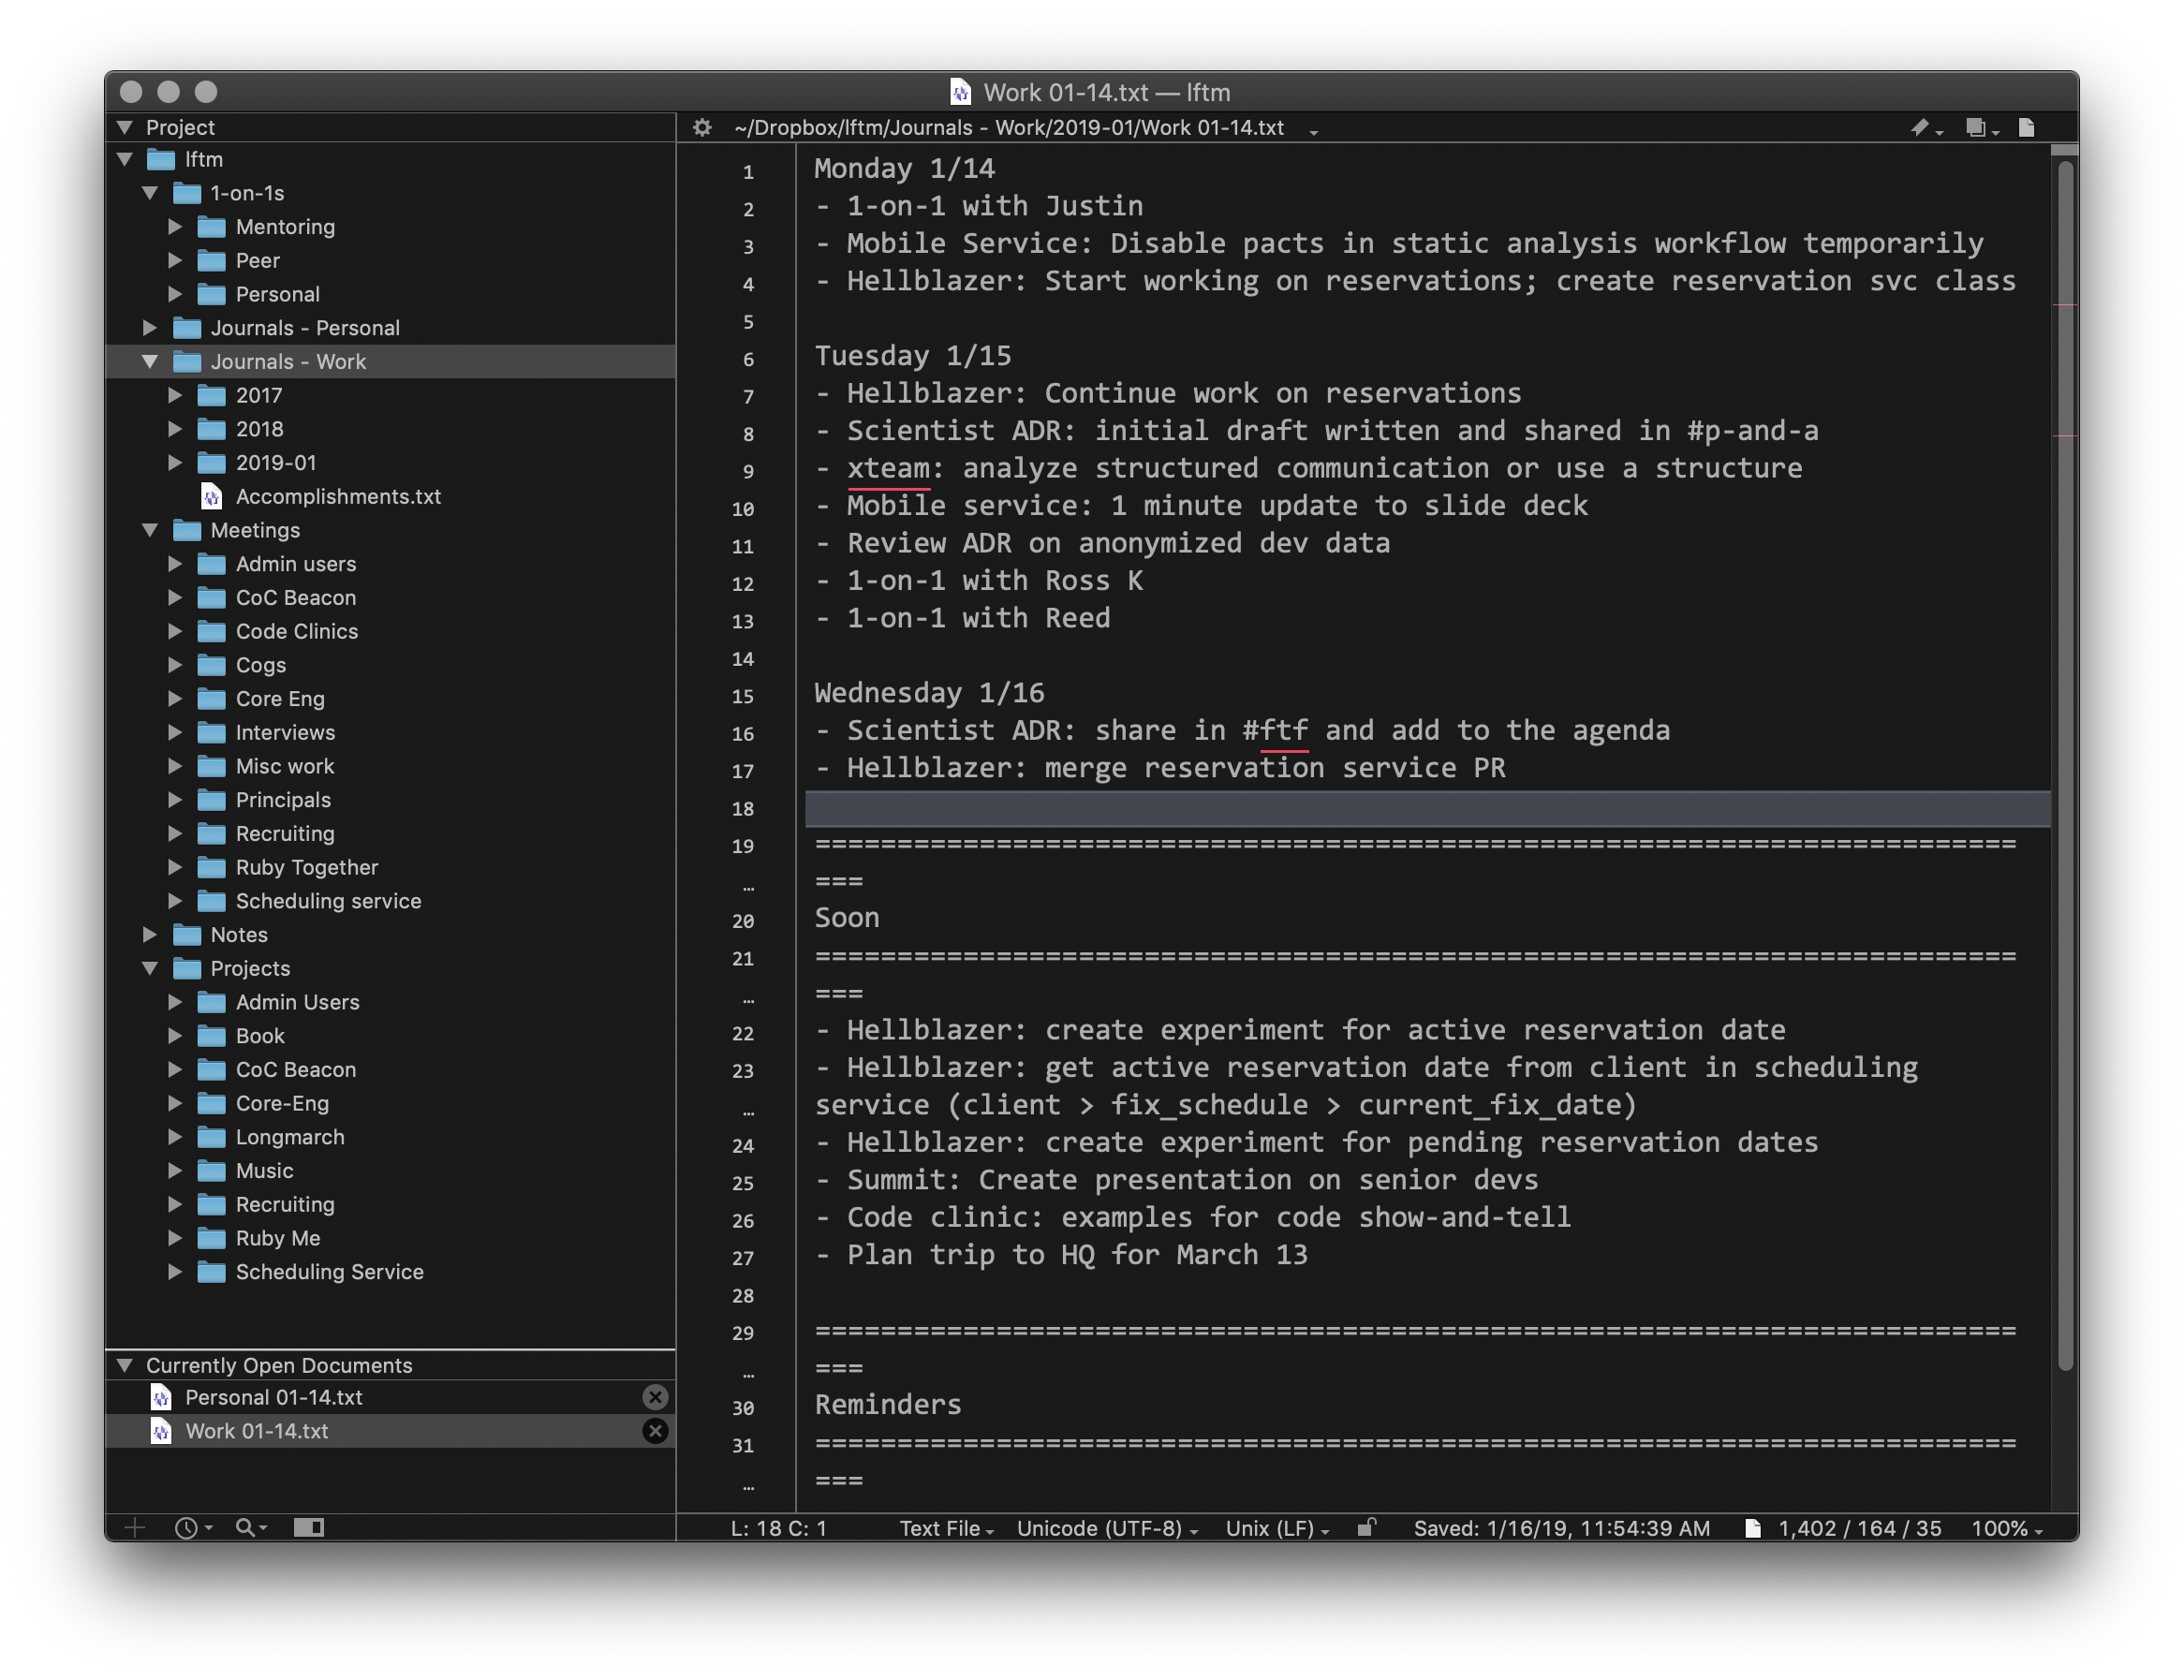 Work 01-14.txt — lftm
Project
lftm
1-on-1s
Mentoring
Peer
Personal
Journals - Personal
Journals - Work
2017
2018
2019-01
Accomplishments.txt
Meetings
Admin users
CoC Beacon
Code Clinics
Cogs
Core Eng
Interviews
Misc work
Principals
Recruiting
Ruby Together
Scheduling service
Notes
Projects
Admin Users
Book
CoC Beacon
Core-Eng
Longmarch
Music
Recruiting
Ruby Me
Scheduling Service
Currently Open Documents
Personal 01-14.txt
Work 01-14.txt
~/Dropbox/lftm/Journals - Work/2019-01/Work 01-14.txt
1 Monday 1/14
2 - 1-on-1 with Justin
3 - Mobile Service: Disable pacts in static analysis workflow temporarily
4 - Hellblazer: Start working on reservations; create reservation svc class
5
6 Tuesday 1/15
7 - Hellblazer: Continue work on reservations
8 - Scientist ADR: initial draft written and shared in #p-and-a
9 - xteam: analyze structured communication or use a structure
10 - Mobile service: 1 minute update to slide deck
11 - Review ADR on anonymized dev data
12 - 1-on-1 with Ross K
13 - 1-on-1 with Reed
14
15 Wednesday 1/16
16 - Scientist ADR: share in #ftf and add to the agenda
17 - Hellblazer: merge reservation service PR
18
19 =========================================================================
… ===
20 Soon
21 =========================================================================
… ===
22 - Hellblazer: create experiment for active reservation date
23 - Hellblazer: get active reservation date from client in scheduling
… service (client > fix_schedule > current_fix_date)
24 - Hellblazer: create experiment for pending reservation dates
25 - Summit: Create presentation on senior devs
26 - Code clinic: examples for code show-and-tell
27 - Plan trip to HQ for March 13
28
29 =========================================================================
… ===
30 Reminders
31 =========================================================================
… ===
L: 18 C: 1 Text File Unicode (UTF-8) Unix (LF) Saved: 1/16/19, 11:54:39 AM 1,402 / 164 / 35 100%